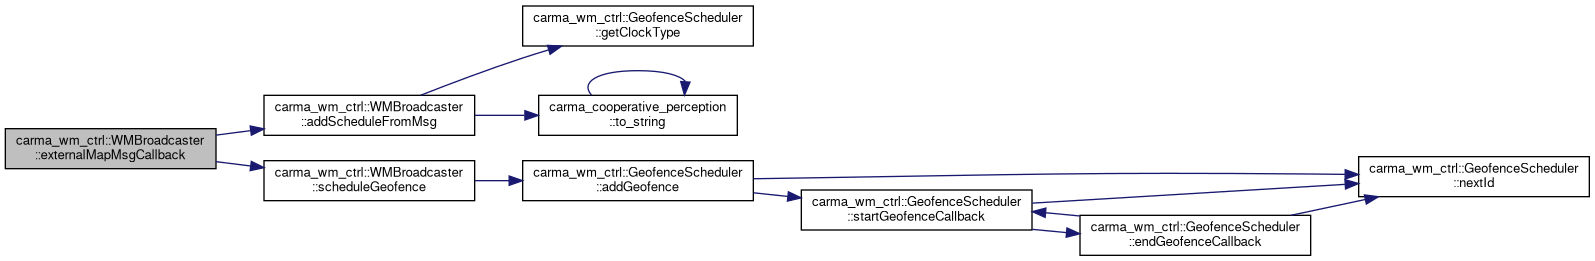 carma_wm_ctrl::WMBroadcaster
::externalMapMsgCallback
carma_wm_ctrl::WMBroadcaster
::addScheduleFromMsg
carma_wm_ctrl::GeofenceScheduler
::getClockType
carma_cooperative_perception
::to_string
carma_wm_ctrl::WMBroadcaster
::scheduleGeofence
carma_wm_ctrl::GeofenceScheduler
::addGeofence
carma_wm_ctrl::GeofenceScheduler
::startGeofenceCallback
carma_wm_ctrl::GeofenceScheduler
::endGeofenceCallback
carma_wm_ctrl::GeofenceScheduler
::nextId